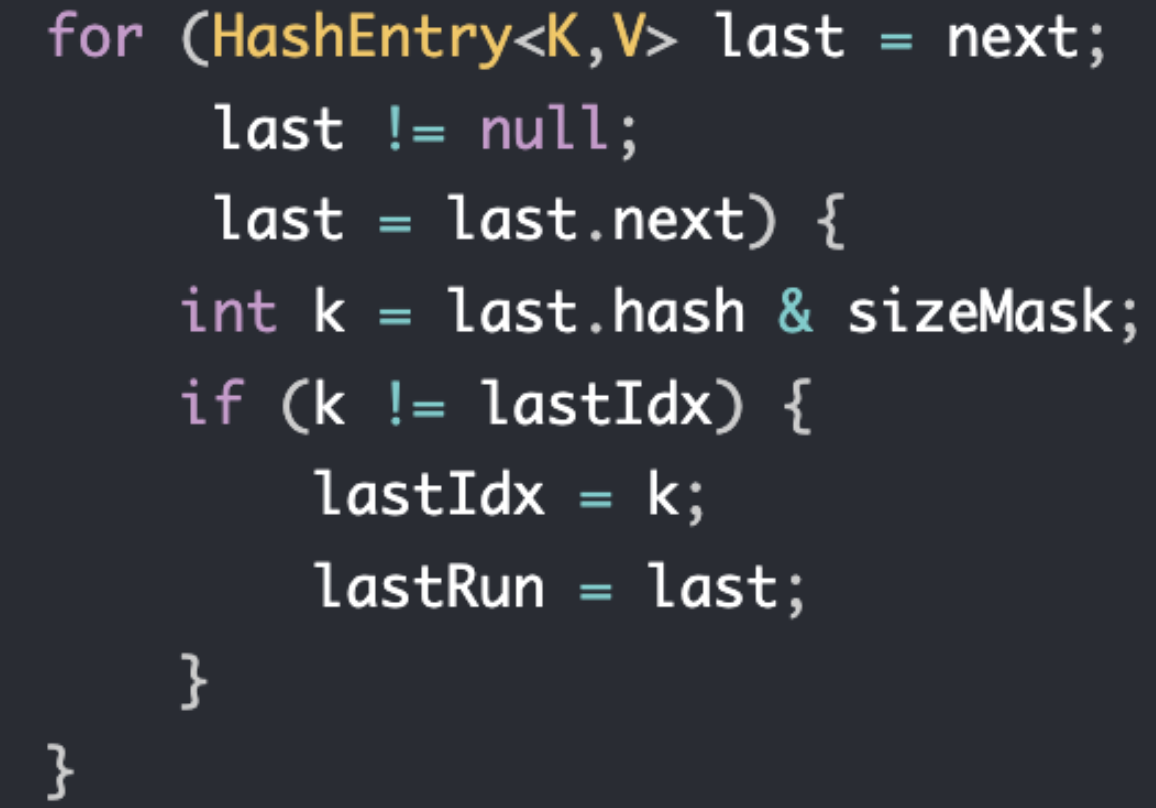 for (HashEntry<K,V> last = next;
last != null;
last = last.next) {
int k = last.hash & sizeMask;
if (k != lastIdx) {
lastIdx = k;
lastRun = last;
}
}